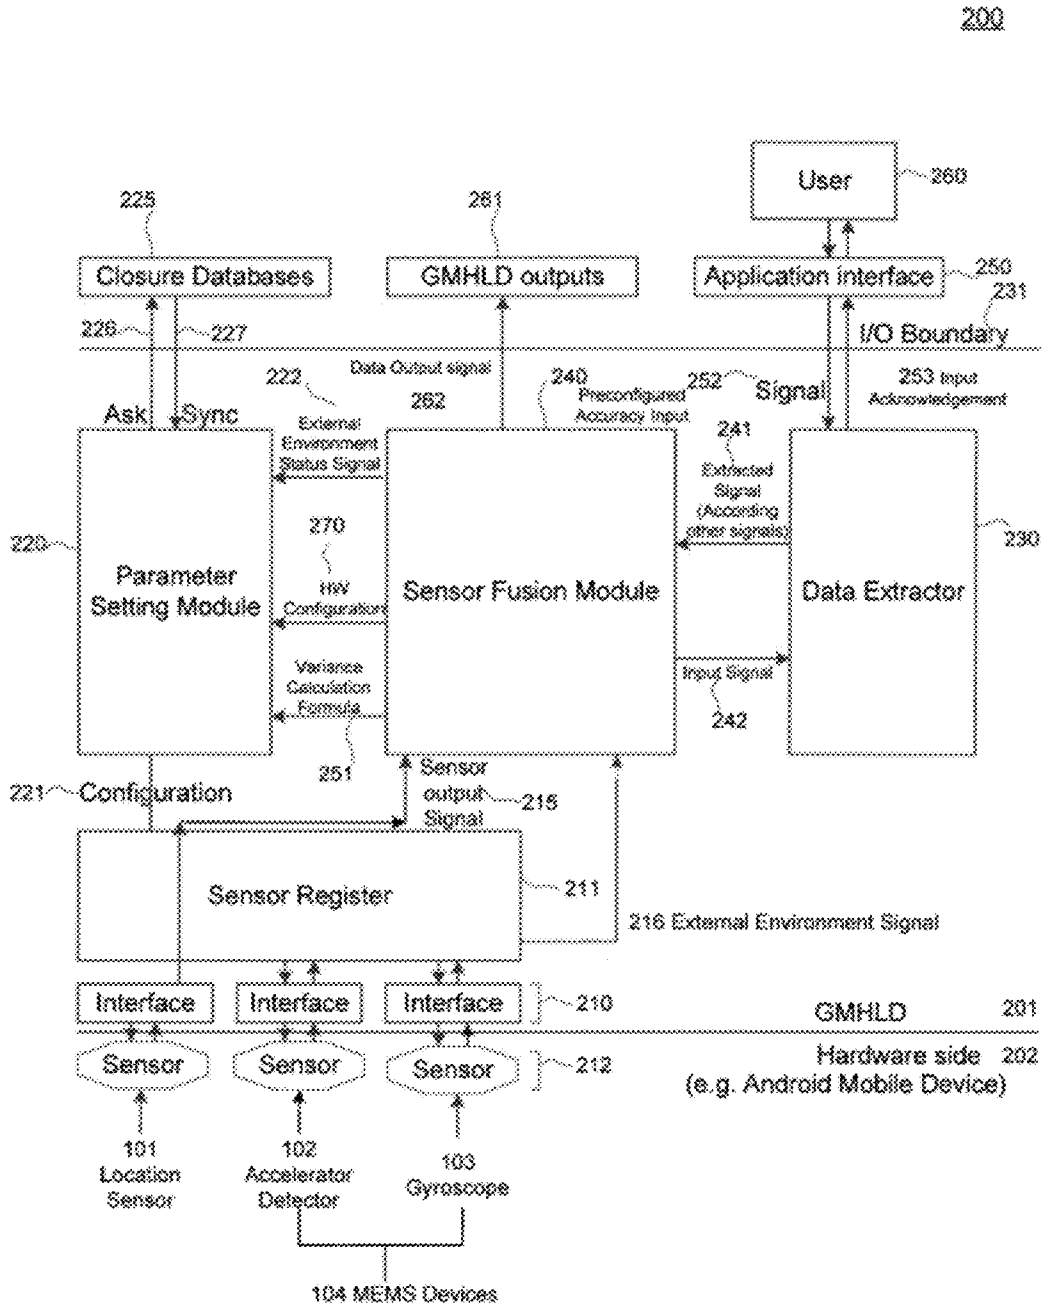 200
User
260
225
261
Closure Databases
GMHLD outputs
Application interface
250
231
I/O Boundary
226
227
Data Output signal
262
222
240
Preconfigured
Accuracy Input
252
Signal
253 Input
Acknowledgement
Ask
Sync
External
Environment
Status Signal
241
Extracted
Signal
(According
other signals)
220
270
230
Parameter
Setting Module
HW
Configuration
Sensor Fusion Module
Data Extractor
Variance
Calculation
Formula
Input Signal
242
251
221
Configuration
Sensor
output
Signal
215
Sensor Register
211
216 External Environment Signal
Interface
Interface
Interface
210
GMHLD
201
Sensor
Sensor
Sensor
212
Hardware side
202
(e.g. Android Mobile Device)
101
Location
Sensor
102
Accelerator
Detector
103
Gyroscope
104 MEMS Devices